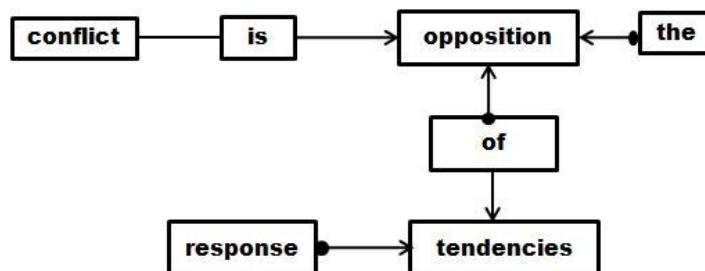 conflict is opposition the
of
response tendencies